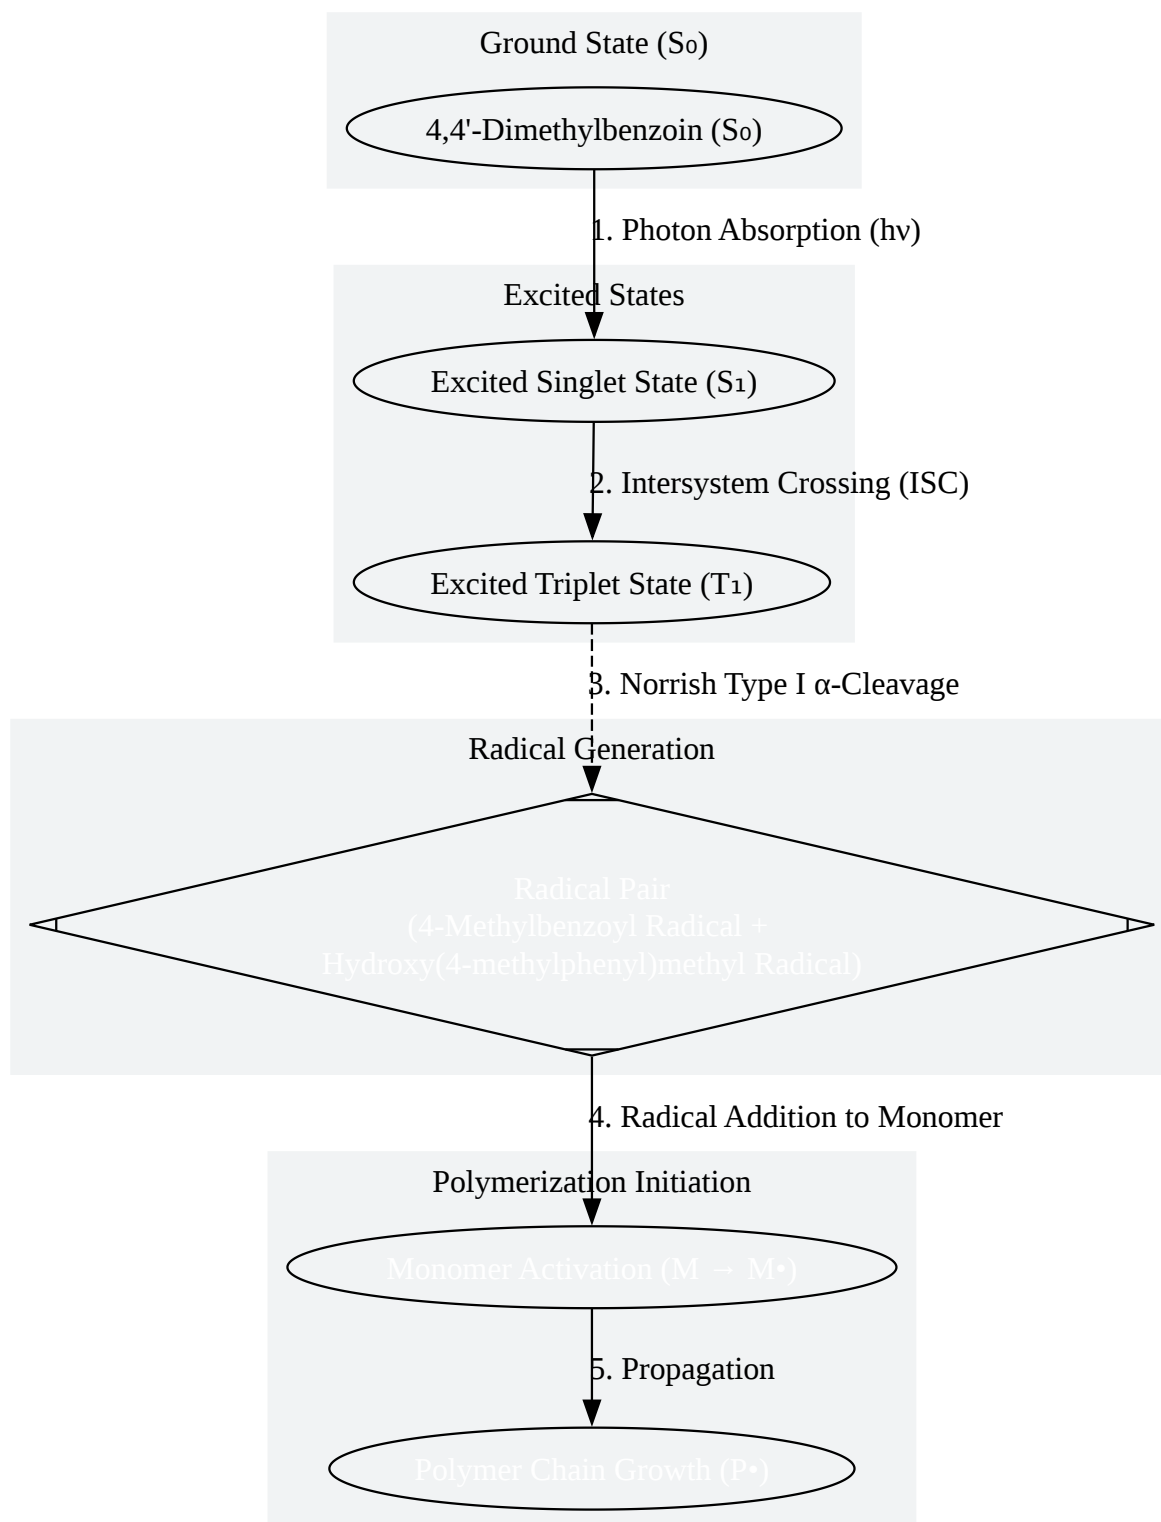 Ground State (S₀)
4,4'-Dimethylbenzoin (S₀)
1. Photon Absorption (hν)
Excited States
Excited Singlet State (S₁)
2. Intersystem Crossing (ISC)
Excited Triplet State (T₁)
3. Norrish Type I α-Cleavage
Radical Generation
Radical Pair
(4-Methylbenzoyl Radical +
Hydroxy(4-methylphenyl)methyl Radical)
4. Radical Addition to Monomer
Polymerization Initiation
Monomer Activation (M → M•)
5. Propagation
Polymer Chain Growth (P•)